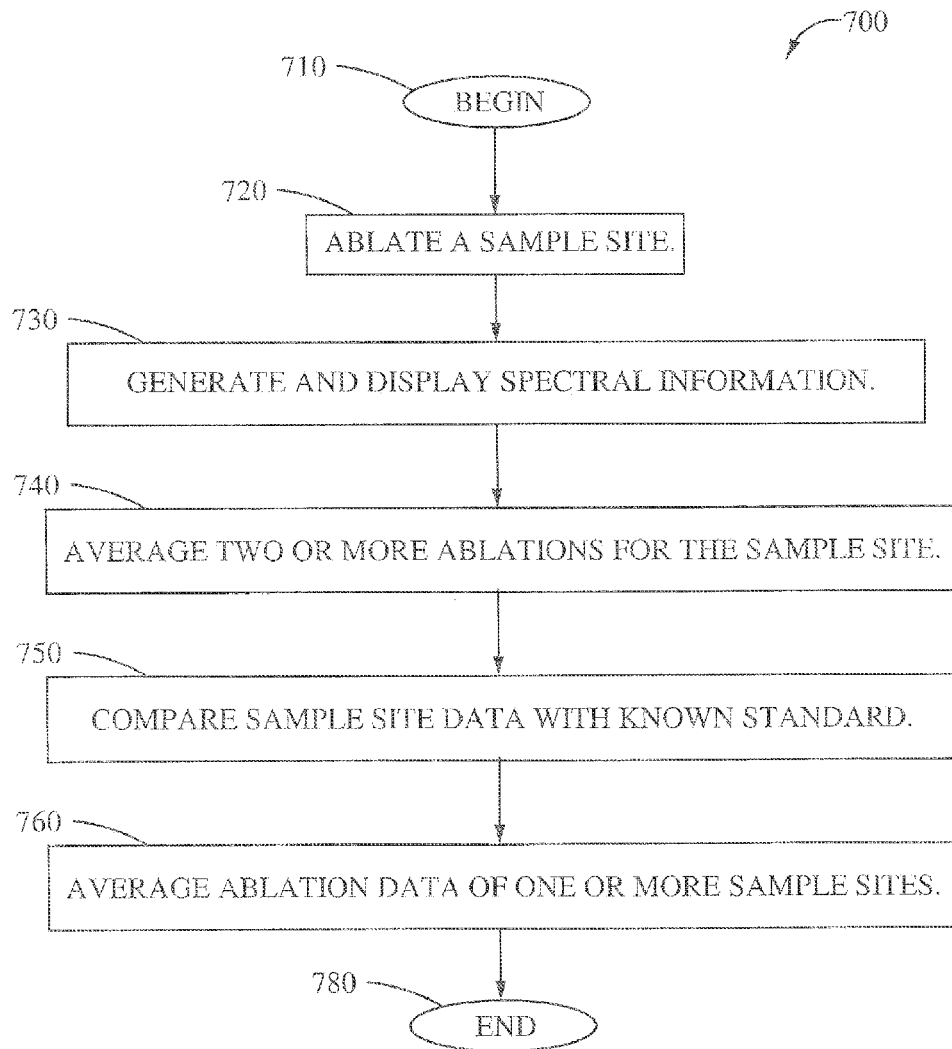 700
710
BEGIN
720
ABLATE A SAMPLE SITE.
730
GENERATE AND DISPLAY SPECTRAL INFORMATION.
740
AVERAGE TWO OR MORE ABLATIONS FOR THE SAMPLE SITE.
750
COMPARE SAMPLE SITE DATA WITH KNOWN STANDARD.
760
AVERAGE ABLATION DATA OF ONE OR MORE SAMPLE SITES.
780
END